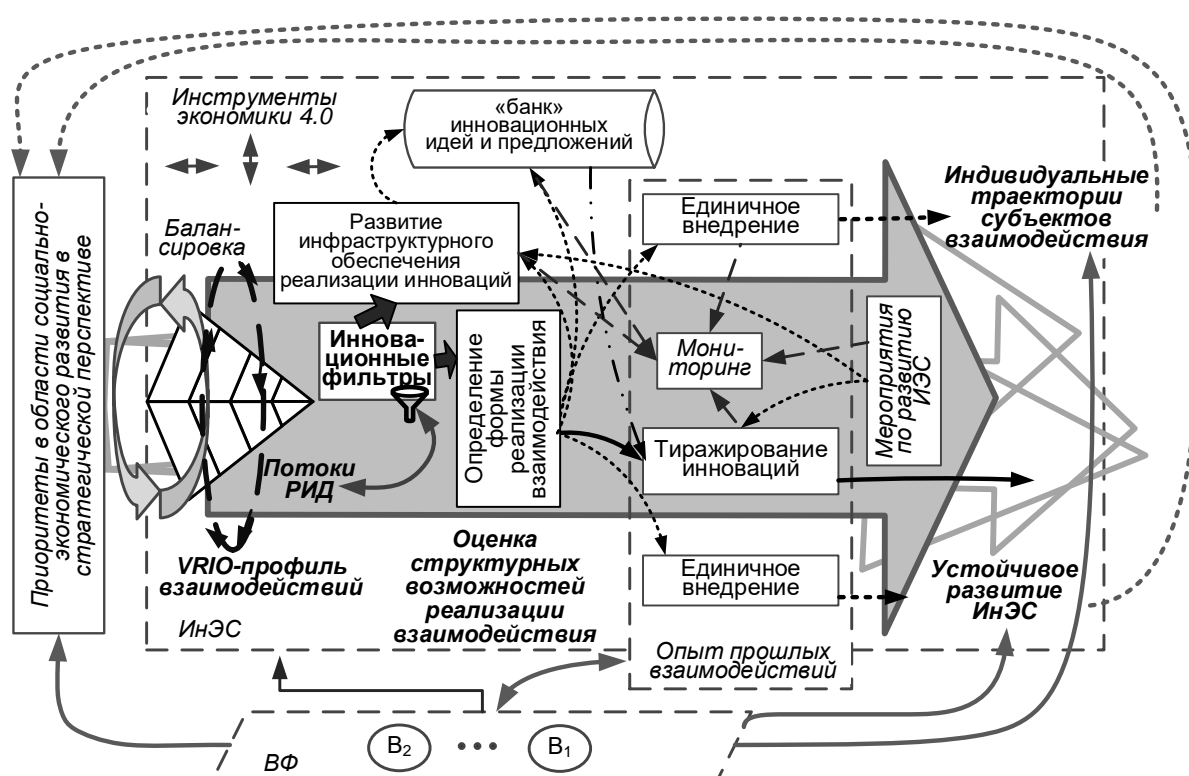 Инструменты
экономики 4.0
«банк»
инновационных
идей и предложений
Приоритеты в области социально-
экономического развития в
стратегической перспективе
Балан-
сировка
Развитие
инфраструктурного
обеспечения
реализации инноваций
Единичное
внедрение
Индивидуальные
траектории
субъектов
взаимодействия
Иннова-
ционные
фильтры
Определение
формы
реализации
взаимодействия
Мони-
торинг
Мероприятия
по развитию
ИЭС
Потоки
РИД
Тиражирование
инноваций
VRIO-профиль
взаимодействий
Оценка
структурных
возможностей
реализации
взаимодействия
Единичное
внедрение
Устойчивое
развитие
ИнЭС
ИнЭС
Опыт прошлых
взаимодействий
ВФ
В2
•••
В1